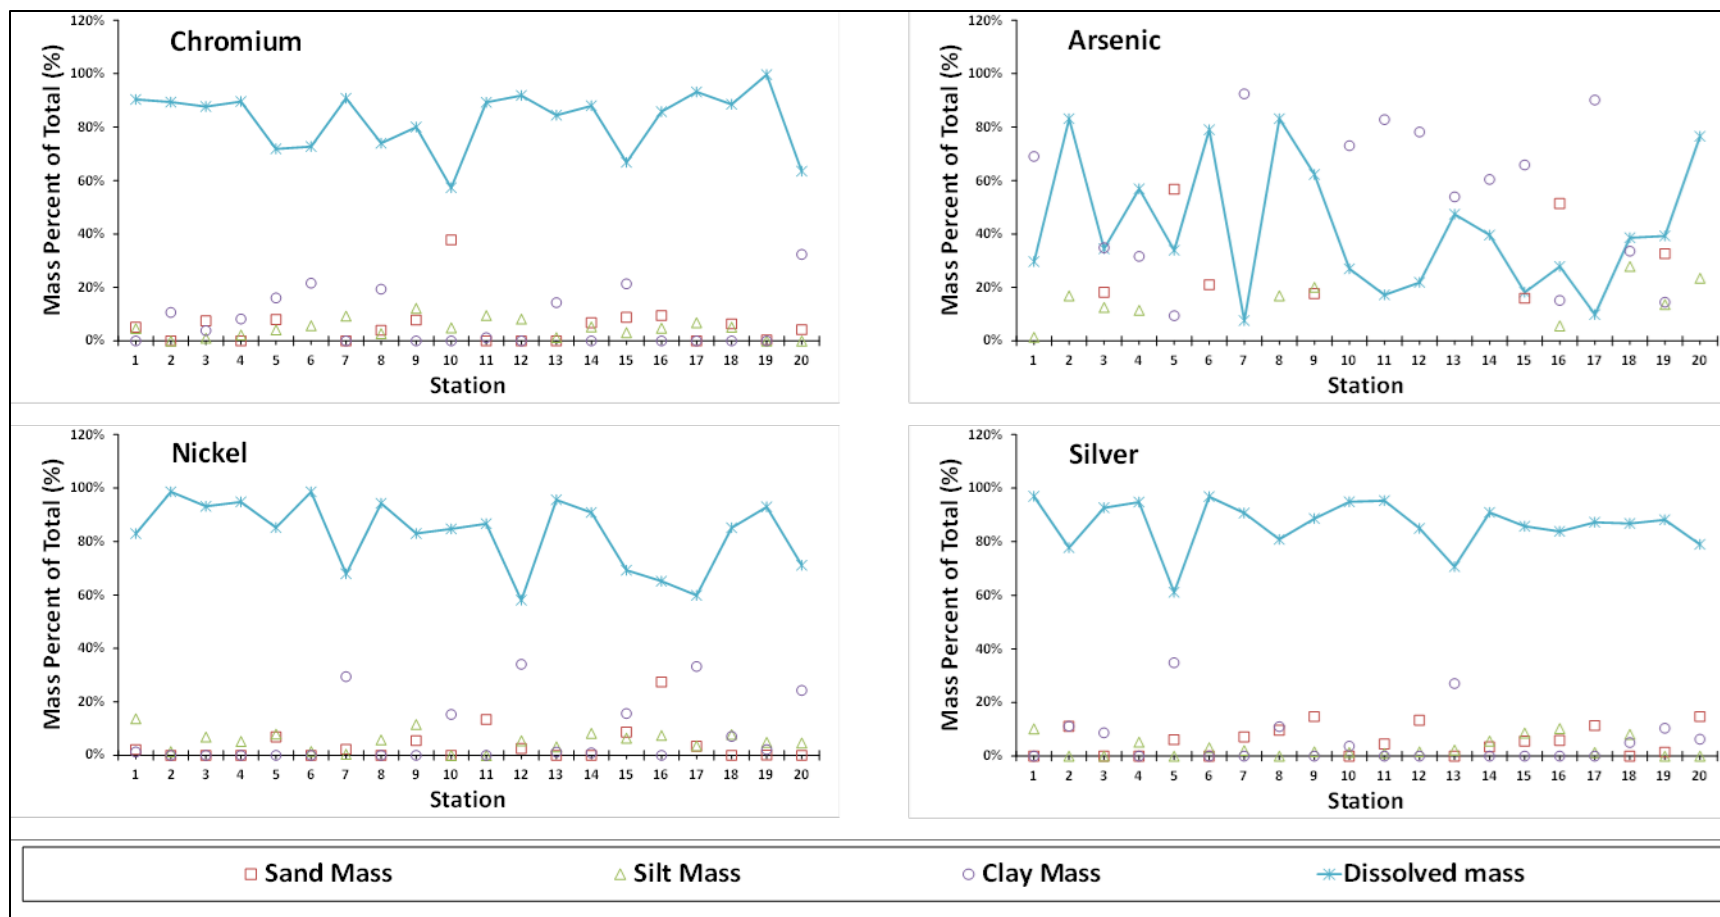 Chromium
Mass Percent of Total (%)
120%
100%
80%
60%
40%
20%
0%
1 2 3 4 5 6 7 8 9 10 11 12 13 14 15 16 17 18 19 20
Station
Arsenic
Mass Percent of Total (%)
120%
100%
80%
60%
40%
20%
0%
1 2 3 4 5 6 7 8 9 10 11 12 13 14 15 16 17 18 19 20
Station
Nickel
Mass Percent of Total (%)
120%
100%
80%
60%
40%
20%
0%
1 2 3 4 5 6 7 8 9 10 11 12 13 14 15 16 17 18 19 20
Station
Silver
Mass Percent of Total (%)
120%
100%
80%
60%
40%
20%
0%
1 2 3 4 5 6 7 8 9 10 11 12 13 14 15 16 17 18 19 20
Station
Sand Mass Silt Mass Clay Mass Dissolved mass